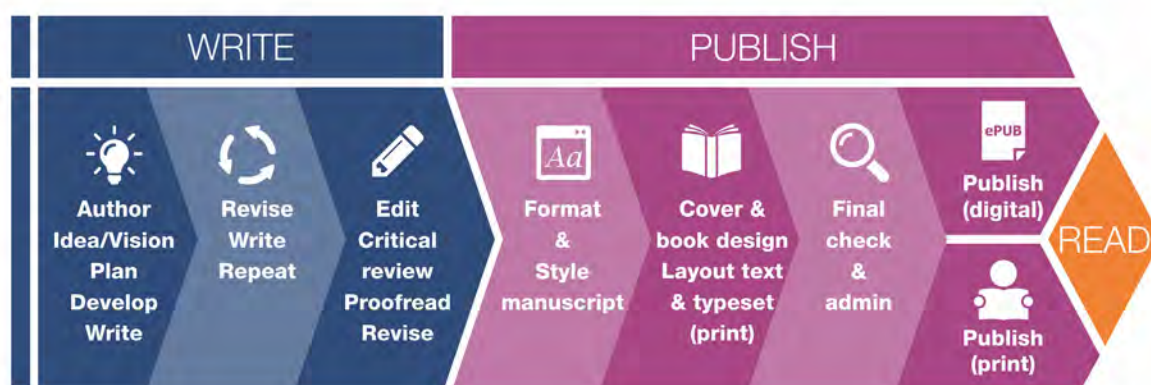 WRITE
PUBLISH
Author
Idea/Vision
Plan
Develop
Write
Revise
Write
Repeat
Edit
Critical
review
Proofread
Revise
Aa
Format
&
Style
manuscript
Cover &
book design
Layout text
& typeset
(print)
Final
check
&
admin
ePUB
Publish
(digital)
Publish
(print)
READ